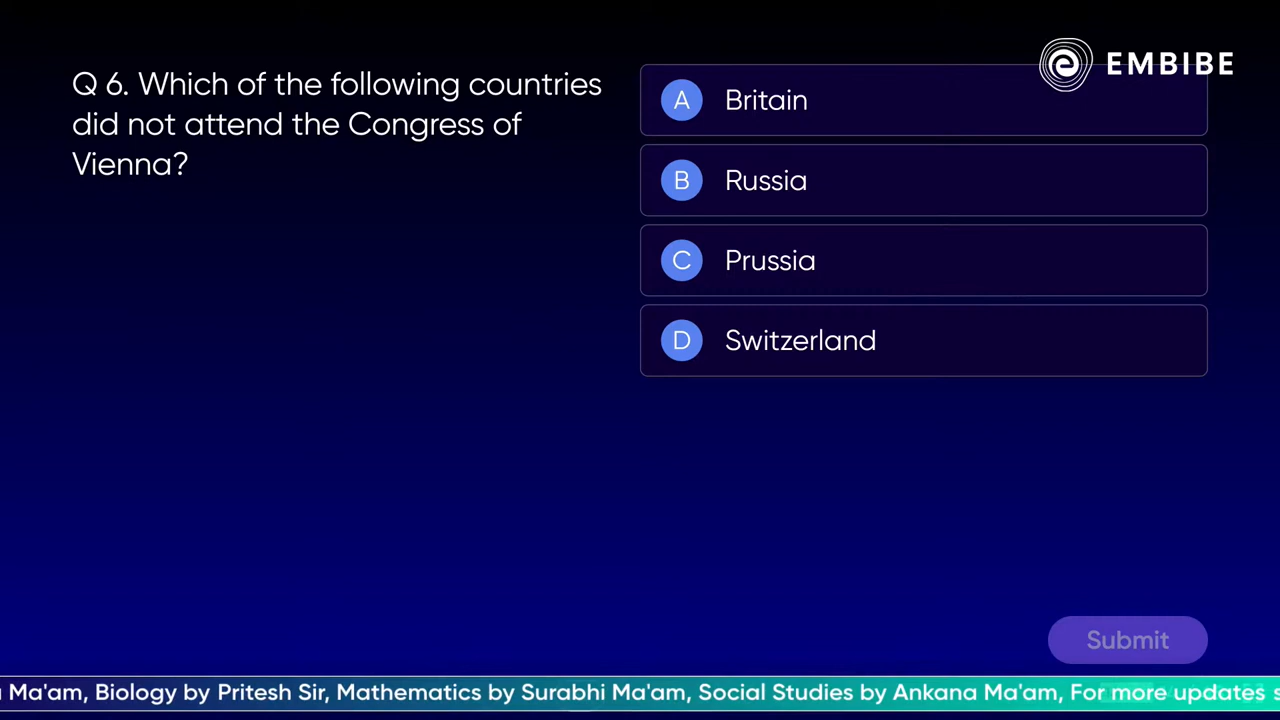 EMBIBE
Q 6. Which of the following countries
did not attend the Congress of
Vienna?
A Britain
B Russia
C Prussia
D Switzerland
Submit
Ma'am, Biology by Pritesh Sir, Mathematics by Surabhi Ma'am, Social Studies by Ankana Ma'am, For more updates s